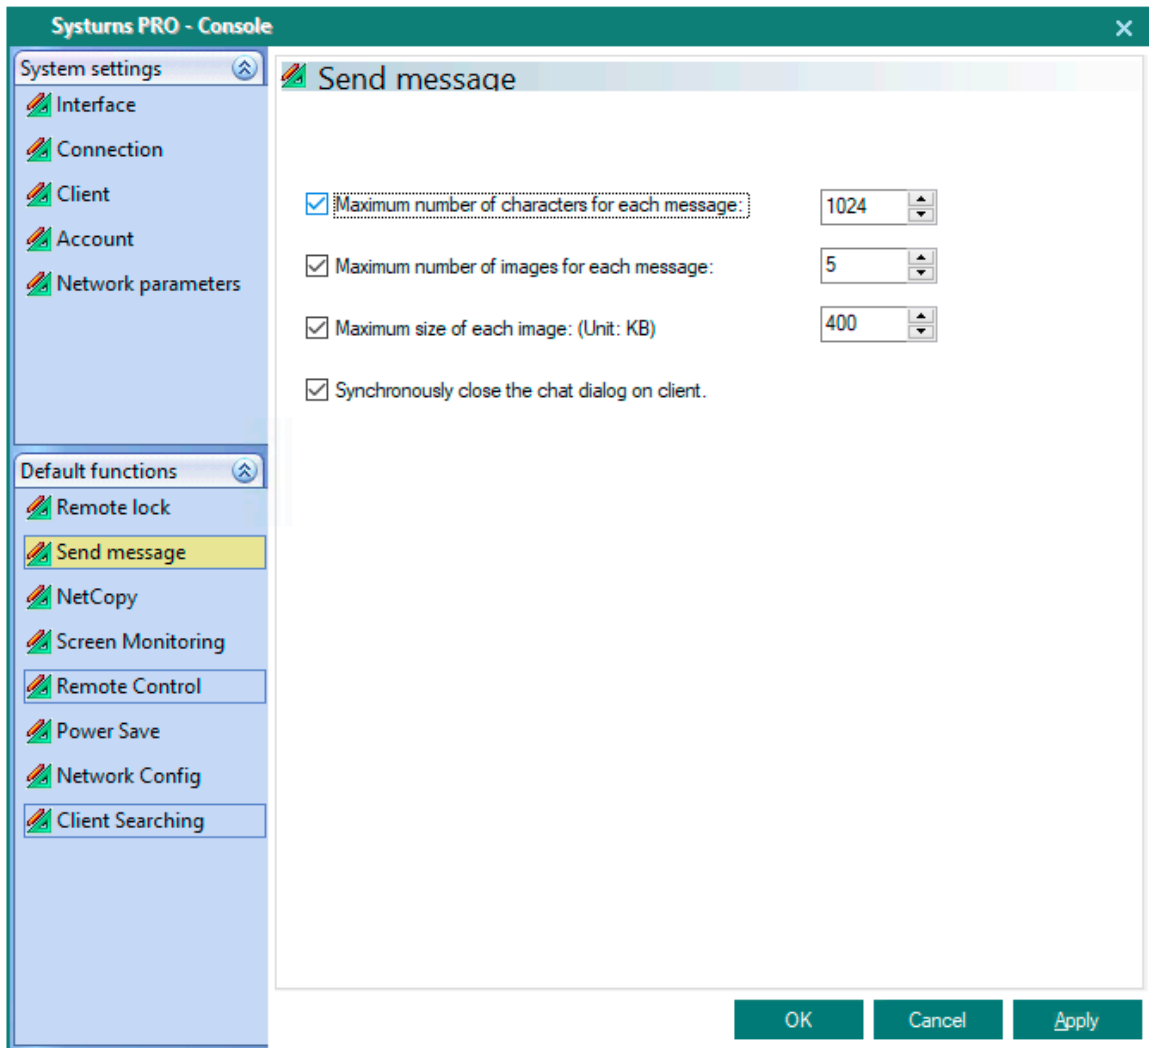 Systurns PRO - Console
System settings
Interface
Connection
Client
Account
Network parameters
Default functions
Remote lock
Send message
NetCopy
Screen Monitoring
Remote Control
Power Save
Network Config
Client Searching
Send message
Maximum number of characters for each message: 1024
Maximum number of images for each message: 5
Maximum size of each image: (Unit: KB) 400
Synchronously close the chat dialog on client.
OK Cancel Apply